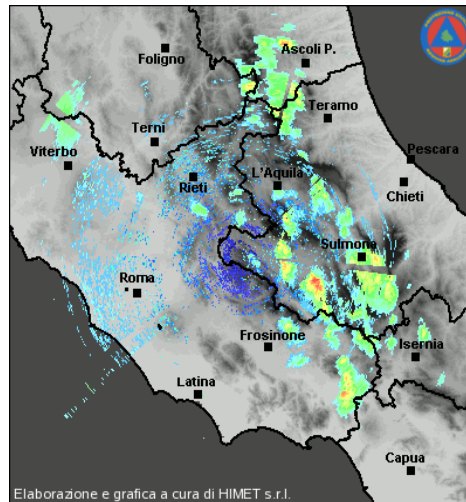 Foligno
Ascoli P.
Teramo
Terni
Viterbo
Pescara
L'Aquila
Rieti
Chieti
Sulmona
Roma
Frosinone
Isernia
Latina
Capua
Elaborazione e grafica a cura di HIMET s.r.l.